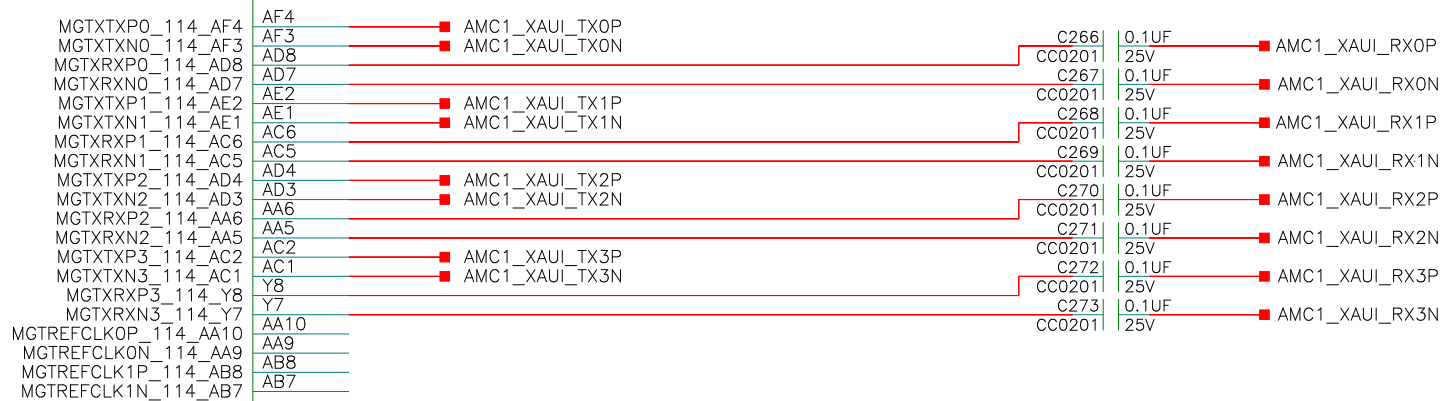 MGTXTXP0_114_AF4 AF4 AMC1_XAUI_TX0P
MGTXTXN0_114_AF3 AF3 AMC1_XAUI_TX0N C266 0.1UF AMC1_XAUI_RX0P
MGTXRXP0_114_AD8 AD8 CC0201 25V
MGTXRXN0_114_AD7 AD7 C267 0.1UF AMC1_XAUI_RX0N
MGTXTXP1_114_AE2 AE2 AMC1_XAUI_TX1P CC0201 25V
MGTXTXN1_114_AE1 AE1 AMC1_XAUI_TX1N C268 0.1UF AMC1_XAUI_RX1P
MGTXRXP1_114_AC6 AC6 CC0201 25V
MGTXRXN1_114_AC5 AC5 C269 0.1UF AMC1_XAUI_RX1N
MGTXTXP2_114_AD4 AD4 AMC1_XAUI_TX2P CC0201 25V
MGTXTXN2_114_AD3 AD3 AMC1_XAUI_TX2N C270 0.1UF AMC1_XAUI_RX2P
MGTXRXP2_114_AA6 AA6 CC0201 25V
MGTXRXN2_114_AA5 AA5 C271 0.1UF AMC1_XAUI_RX2N
MGTXTXP3_114_AC2 AC2 AMC1_XAUI_TX3P CC0201 25V
MGTXTXN3_114_AC1 AC1 AMC1_XAUI_TX3N C272 0.1UF AMC1_XAUI_RX3P
MGTXRXP3_114_Y8 Y8 CC0201 25V
MGTXRXN3_114_Y7 Y7 C273 0.1UF AMC1_XAUI_RX3N
MGTREFCLK0P_114_AA10 AA10 CC0201 25V
MGTREFCLK0N_114_AA9 AA9
MGTREFCLK1P_114_AB8 AB8
MGTREFCLK1N_114_AB7 AB7